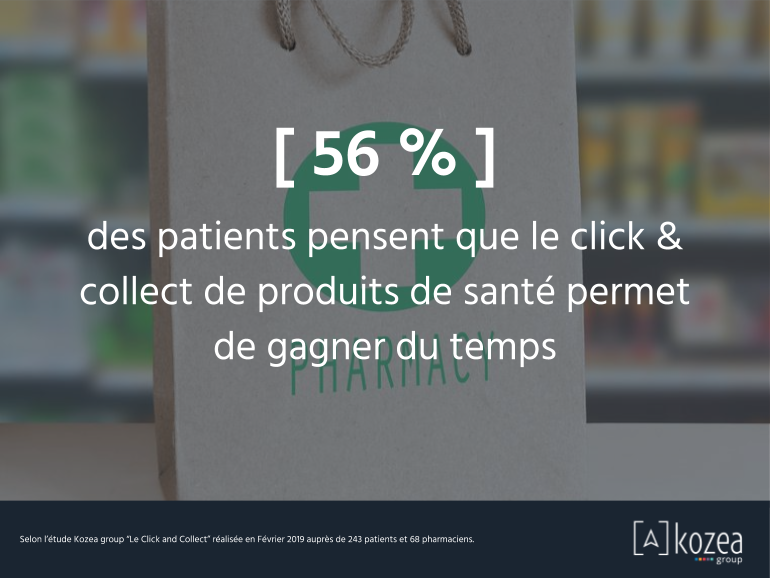 [ 56 % ]
des patients pensent que le click &
collect de produits de santé permet
de gagner du temps
PHARMACY
Selon l'étude Kozea group "Le Click and Collect" réalisée en Février 2019 auprès de 243 patients et 68 pharmaciens.
[A] kozea
group